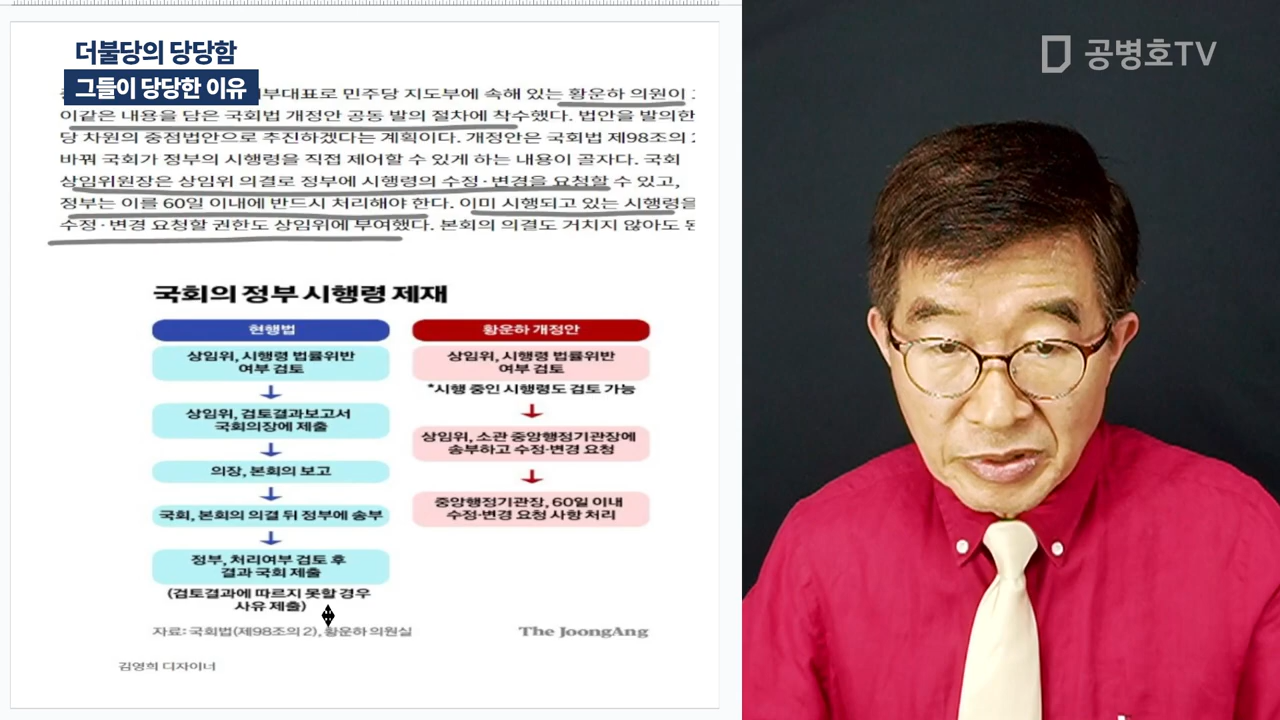 더불당의 당당함
그들이 당당한 이유
공병호TV
부대표로 민주당 지도부에 속해 있는 황운하 의원이
이같은 내용을 담은 국회법 개정안 공동 발의 절차에 착수했다. 법안을 발의한
당 차원의 중점법안으로 추진하겠다는 계획이다. 개정안은 국회법 제98조의
바꿔 국회가 정부의 시행령을 직접 제어할 수 있게 하는 내용이 골자다. 국회
상임위원장은 상임위 의결로 정부에 시행령의 수정·변경을 요청할 수 있고,
정부는 이를 60일 이내에 반드시 처리해야 한다. 이미 시행되고 있는 시행령을
수정·변경 요청할 권한도 상임위에 부여했다. 본회의 의결도 거치지 않아도
국회의 정부 시행령 제재
현행법
상임위, 시행령 법률위반
여부 검토
상임위, 검토결과보고서
국회의장에 제출
의장, 본회의 보고
국회, 본회의 의결 뒤 정부에 송부
정부, 처리여부 검토 후
결과 국회 제출
(검토결과에 따르지 못할 경우
사유 제출)
황운하 개정안
상임위, 시행령 법률위반
여부 검토
*시행 중인 시행령도 검토 가능
상임위, 소관 중앙행정기관장에
송부하고 수정·변경 요청
중앙행정기관장, 60일 이내
수정·변경 요청 사항 처리
자료: 국회법(제98조의 2), 황운하 의원실
The JoongAng
김영희 디자이너